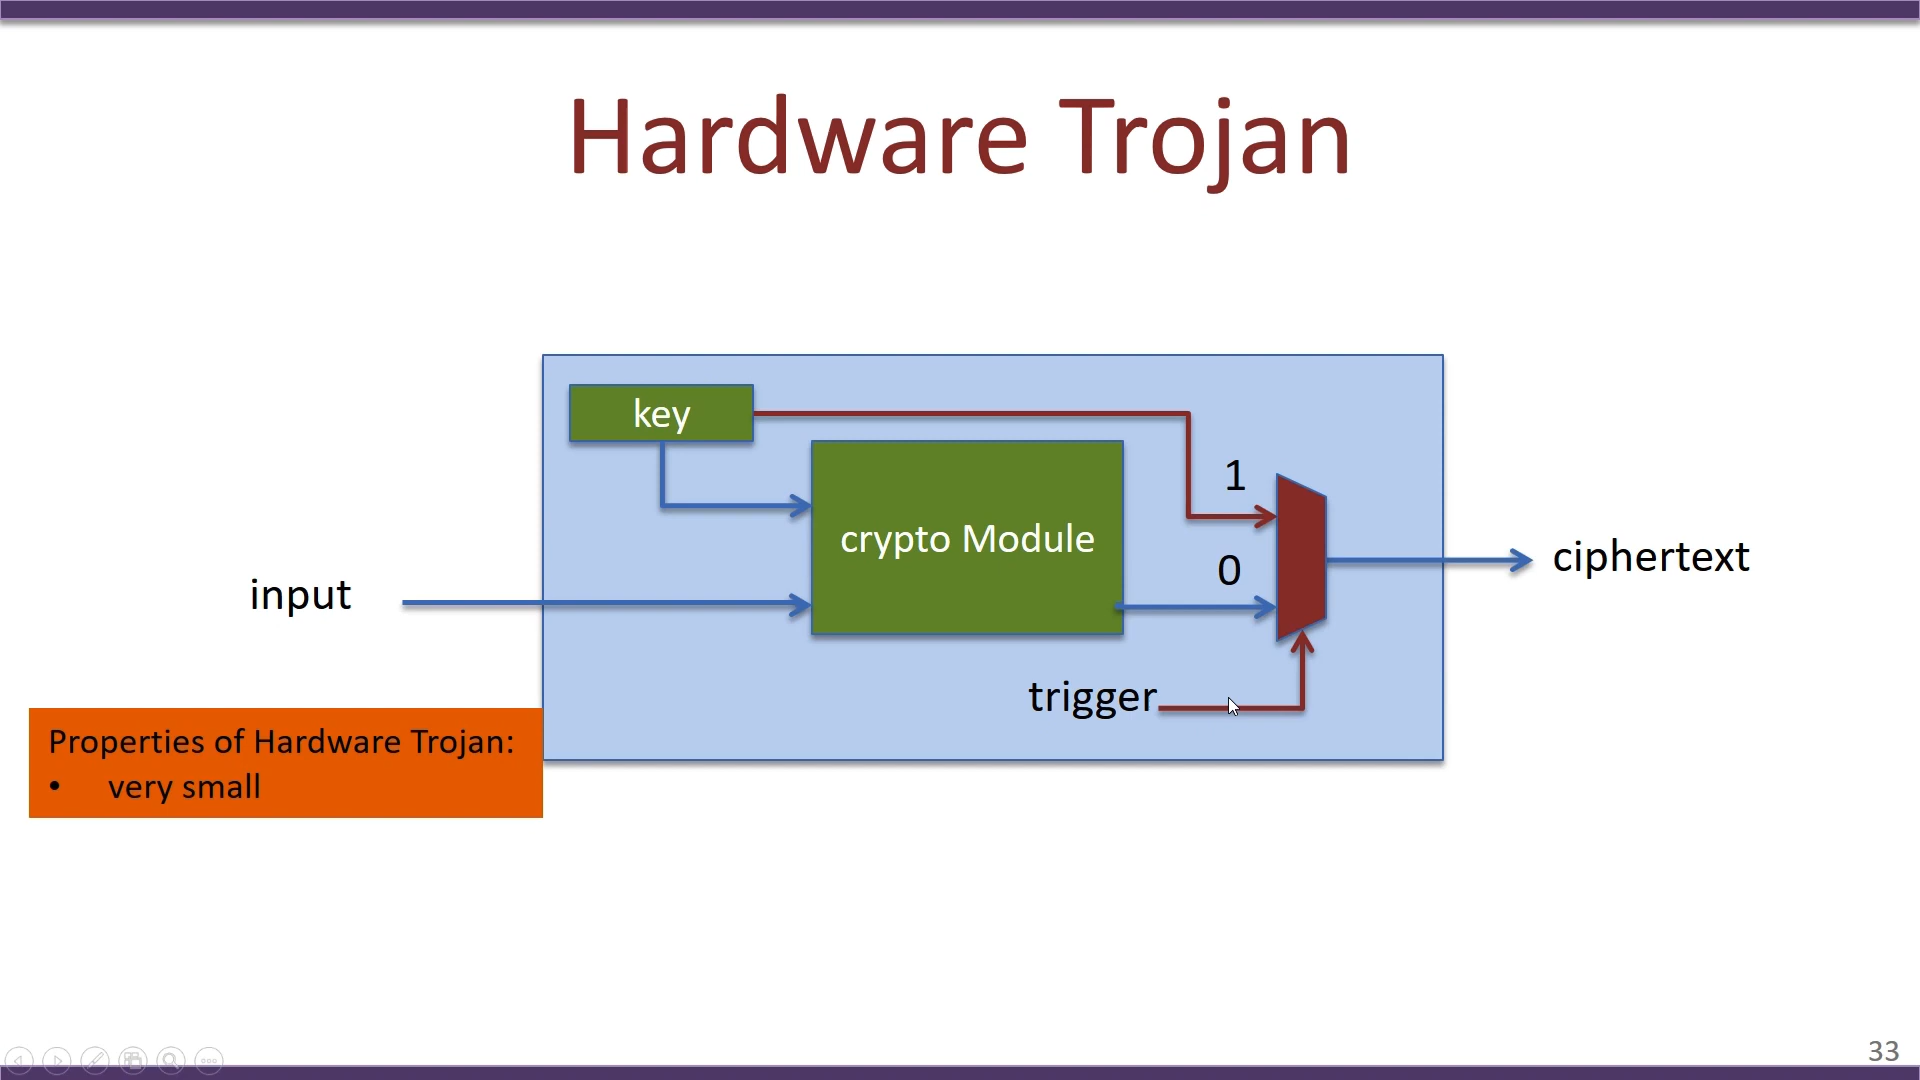 Hardware Trojan
key
1
crypto Module
0
ciphertext
input
trigger
Properties of Hardware Trojan:
• very small
33